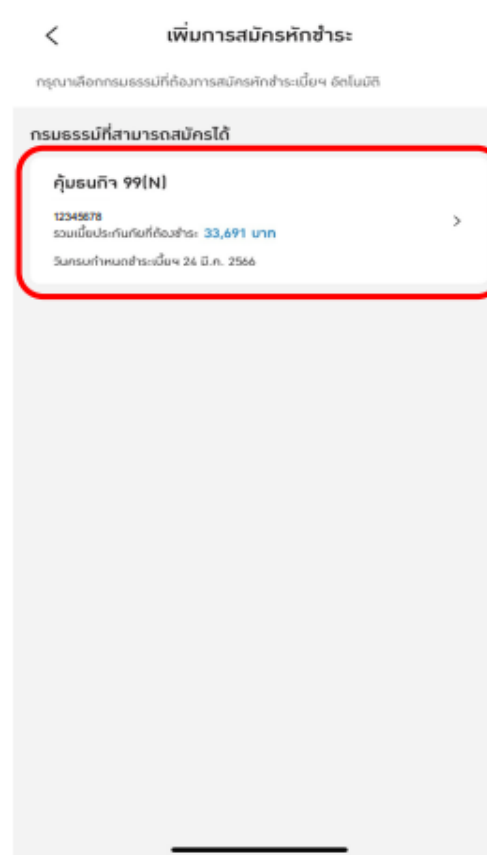 เพิ่มการสมัครหักชำระ
กรุณาเลือกกรมธรรม์ที่ต้องการสมัครหักชำระเบี้ยฯ อัตโนมัติ
กรมธรรม์ที่สามารถสมัครได้
คุ้มธนกิจ 99(N)
12345678
รวมเบี้ยประกันภัยที่ต้องชำระ 33,691 บาท
วันครบกำหนดชำระเบี้ยฯ 24 มี.ค. 2566